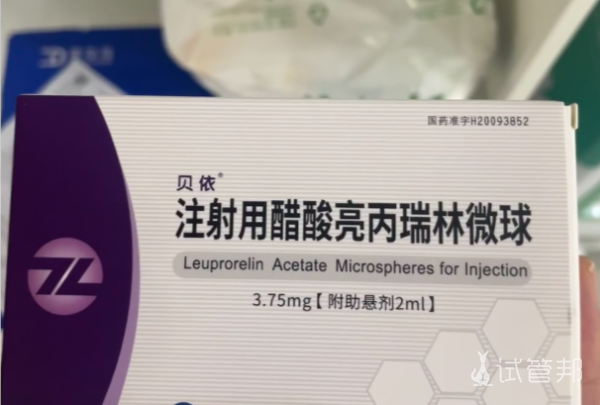 国药准字H20093852
贝依®
注射用醋酸亮丙瑞林微球
Leuprorelin Acetate Microspheres for Injection
3.75mg【附助悬剂2ml】
试管邦